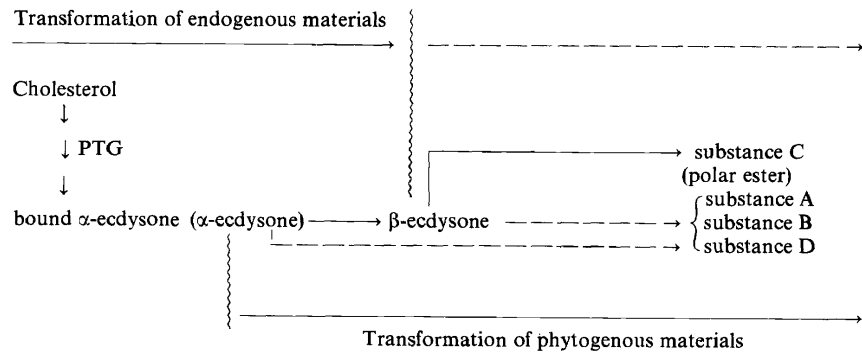 Transformation of endogenous materials
Cholesterol
↓
↓ PTG
↓
bound α-ecdysone (α-ecdysone) → β-ecdysone
substance C
(polar ester)
substance A
substance B
substance D
Transformation of phytogenous materials